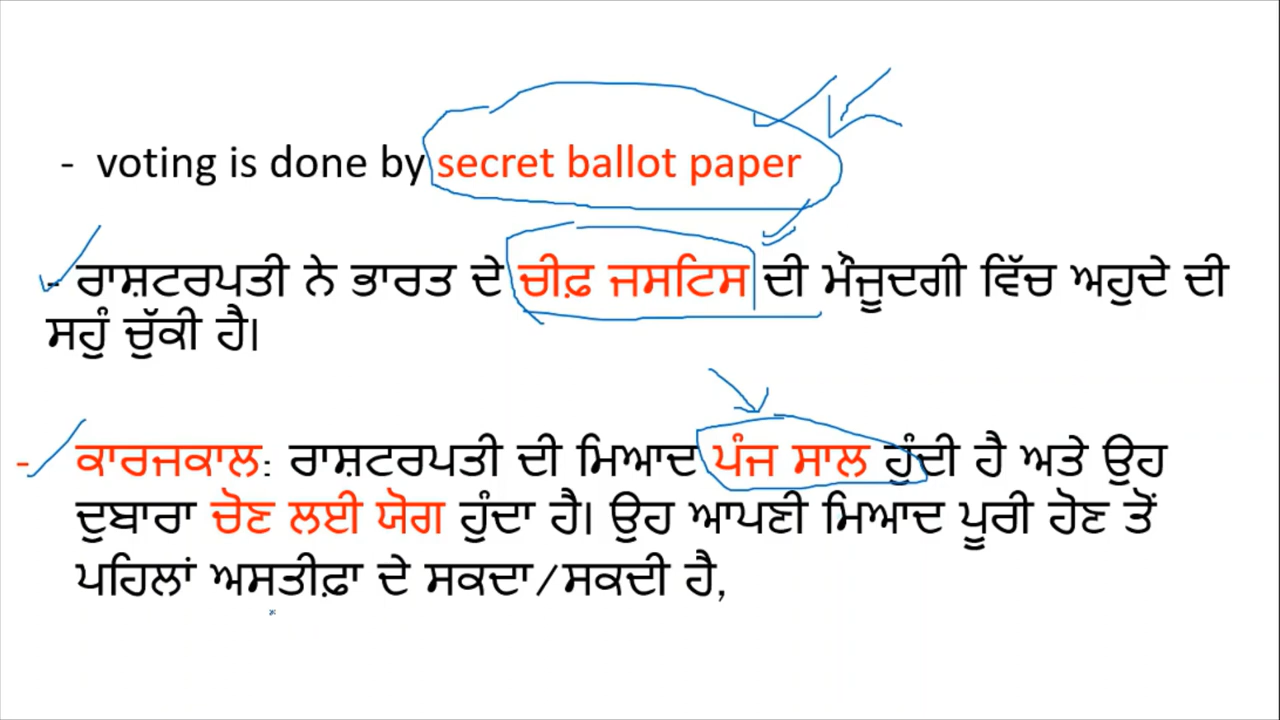 - voting is done by secret ballot paper
- ਰਾਸ਼ਟਰਪਤੀ ਨੇ ਭਾਰਤ ਦੇ ਚੀਫ਼ ਜਸਟਿਸ ਦੀ ਮੌਜੂਦਗੀ ਵਿੱਚ ਅਹੁਦੇ ਦੀ
ਸਹੁੰ ਚੁੱਕੀ ਹੈ।
- ਕਾਰਜਕਾਲ: ਰਾਸ਼ਟਰਪਤੀ ਦੀ ਮਿਆਦ ਪੰਜ ਸਾਲ ਹੁੰਦੀ ਹੈ ਅਤੇ ਉਹ
ਦੁਬਾਰਾ ਚੋਣ ਲਈ ਯੋਗ ਹੁੰਦਾ ਹੈ। ਉਹ ਆਪਣੀ ਮਿਆਦ ਪੂਰੀ ਹੋਣ ਤੋਂ
ਪਹਿਲਾਂ ਅਸਤੀਫ਼ਾ ਦੇ ਸਕਦਾ/ਸਕਦੀ ਹੈ,